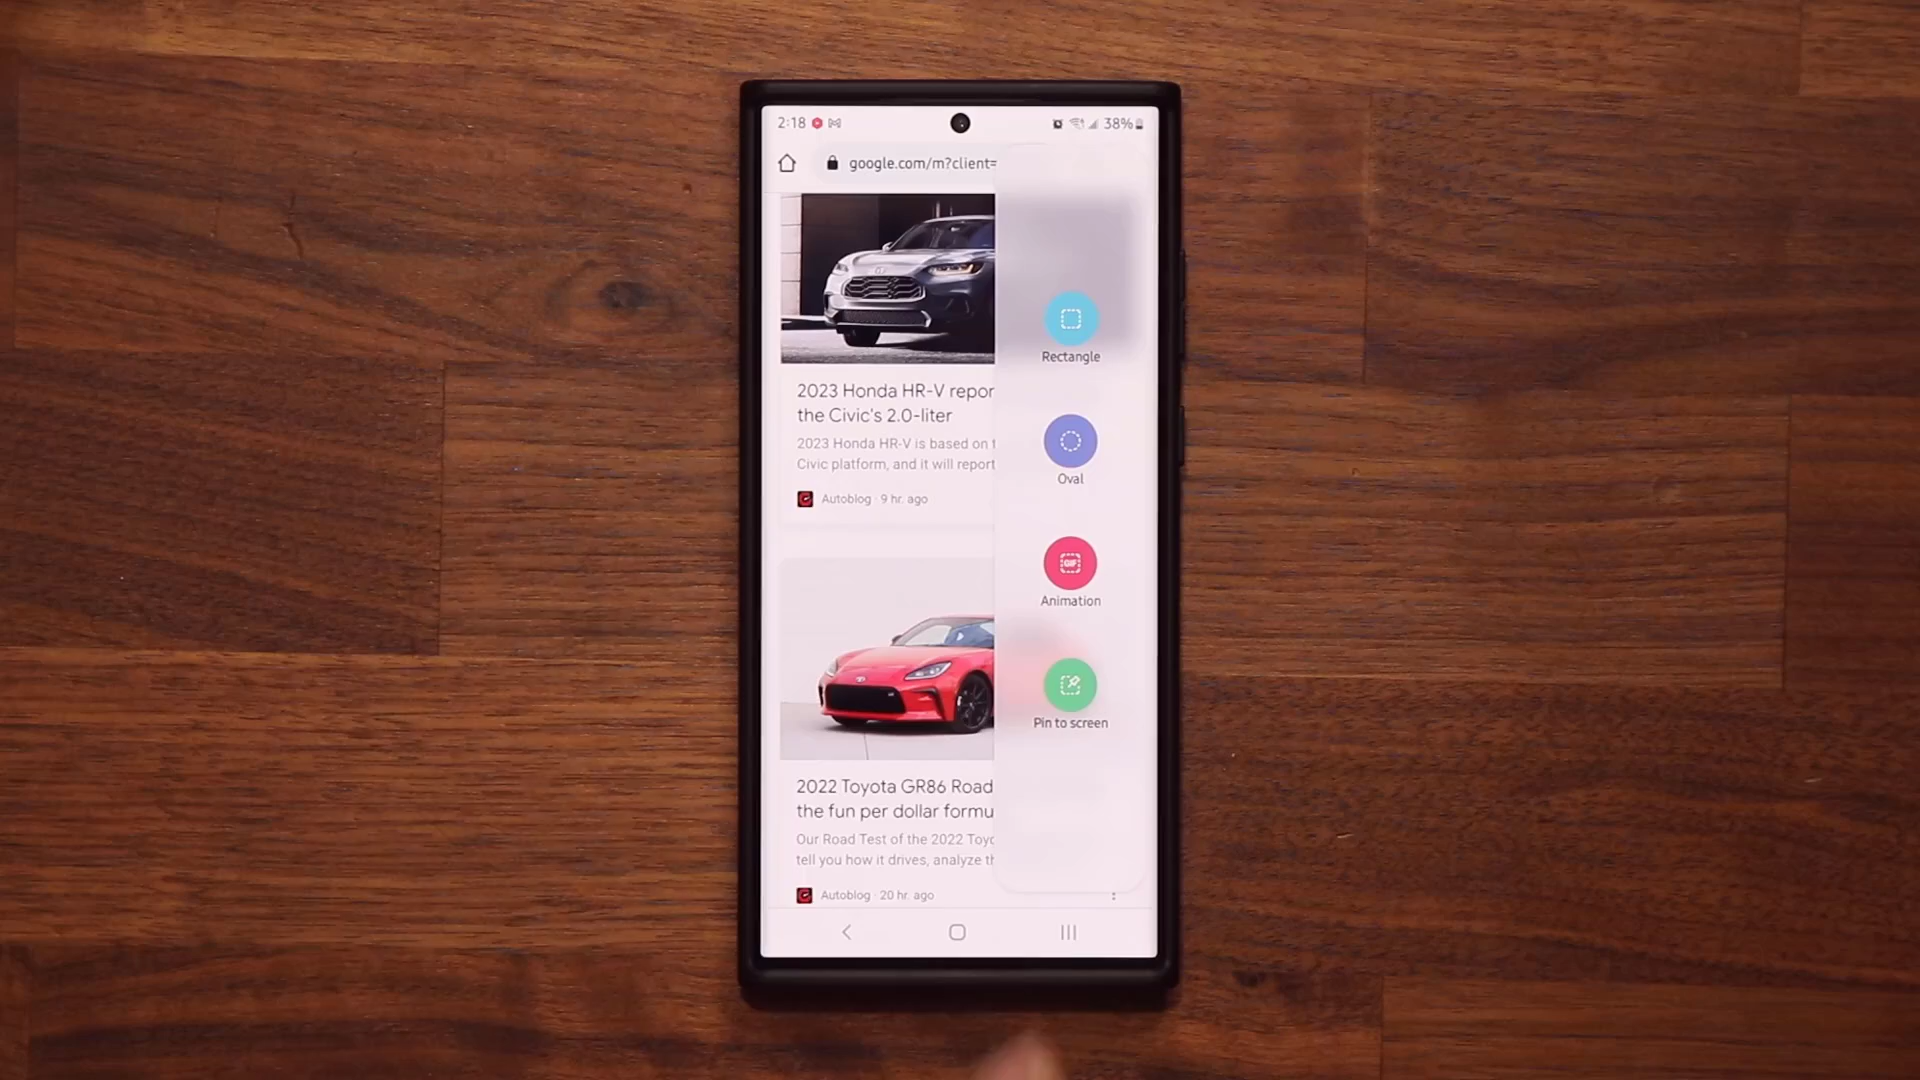 2:18
38%
google.com/m?client=
Rectangle
2023 Honda HR-V repor
the Civic's 2.0-liter
2023 Honda HR-V is based on t
Civic platform, and it will report
Autoblog · 9 hr. ago
Oval
GIF
Animation
Pin to screen
2022 Toyota GR86 Road
the fun per dollar formu
Our Road Test of the 2022 Toyo
tell you how it drives, analyze th
Autoblog · 20 hr. ago